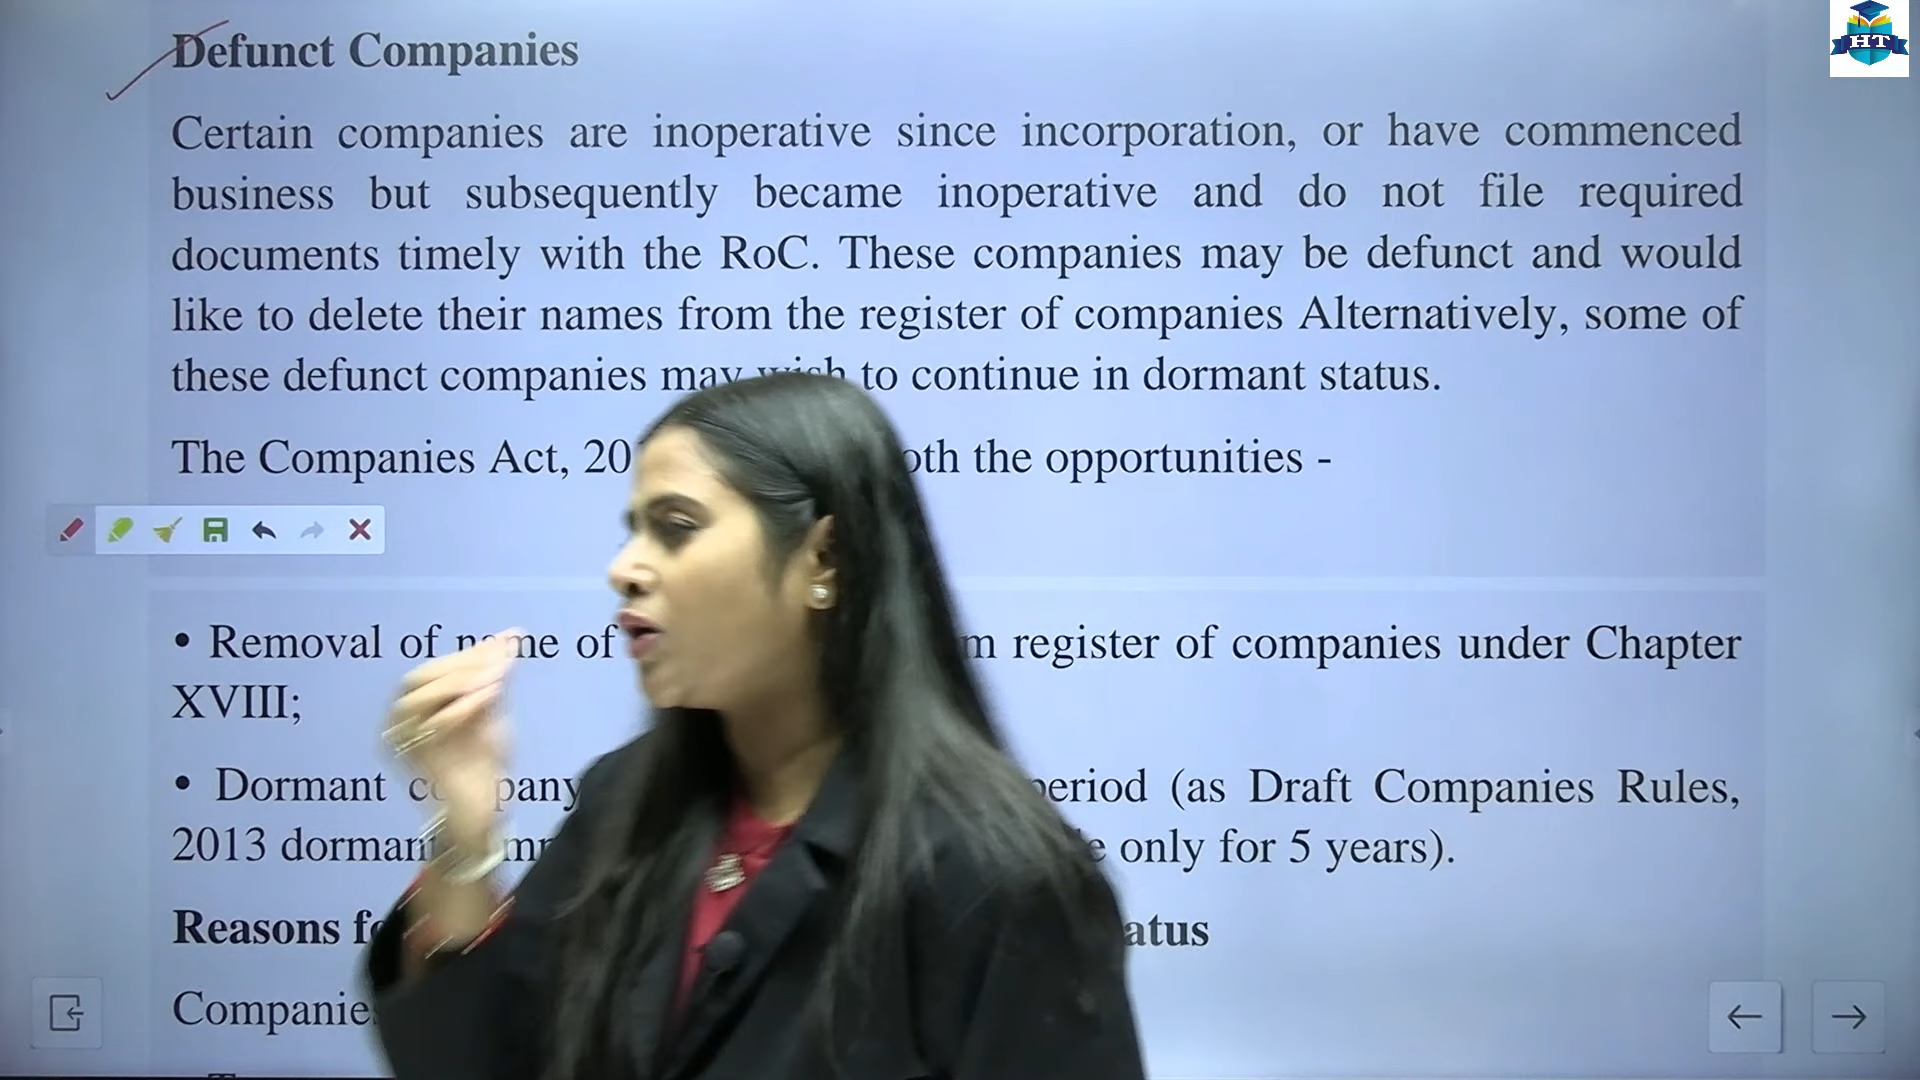 HT
Defunct Companies
Certain companies are inoperative since incorporation, or have commenced
business but subsequently became inoperative and do not file required
documents timely with the RoC. These companies may be defunct and would
like to delete their names from the register of companies Alternatively, some of
these defunct companies may wish to continue in dormant status.
The Companies Act, 20 oth the opportunities -
• Removal of name of m register of companies under Chapter
XVIII;
• Dormant company period (as Draft Companies Rules,
2013 dormant only for 5 years).
Reasons atus
Companies